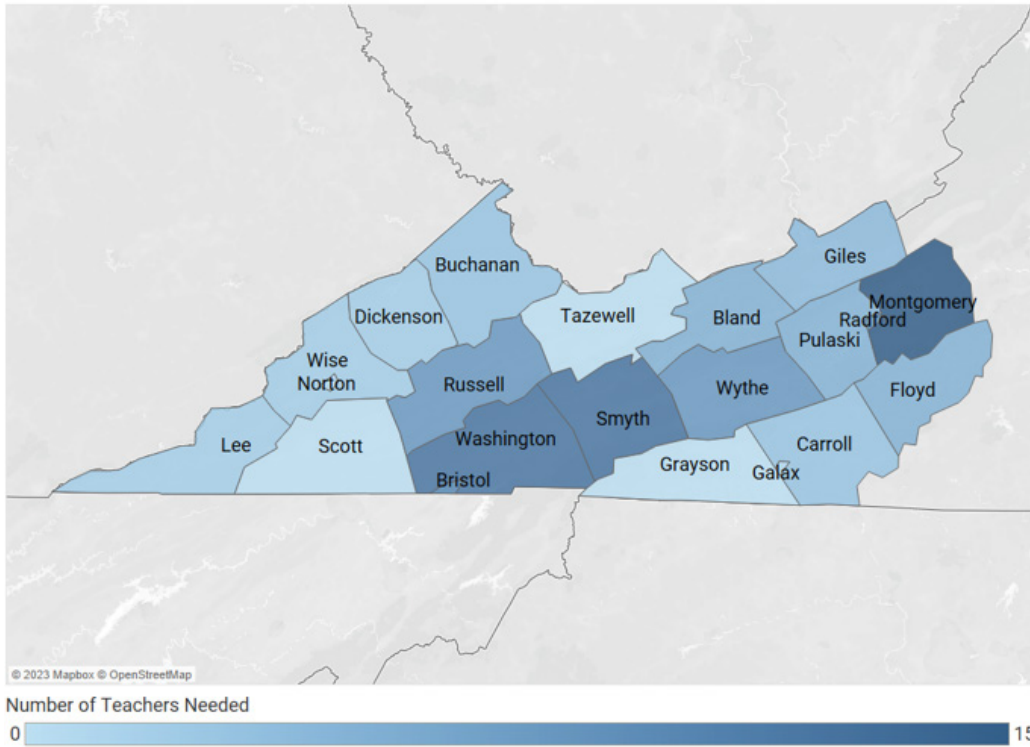 Giles
Buchanan
Montgomery
Dickenson
Tazewell
Bland
Radford
Pulaski
Wise
Norton
Russell
Wythe
Floyd
Smyth
Washington
Lee
Scott
Carroll
Grayson
Galax
Bristol
© 2023 Mapbox © OpenStreetMap
Number of Teachers Needed
0
15